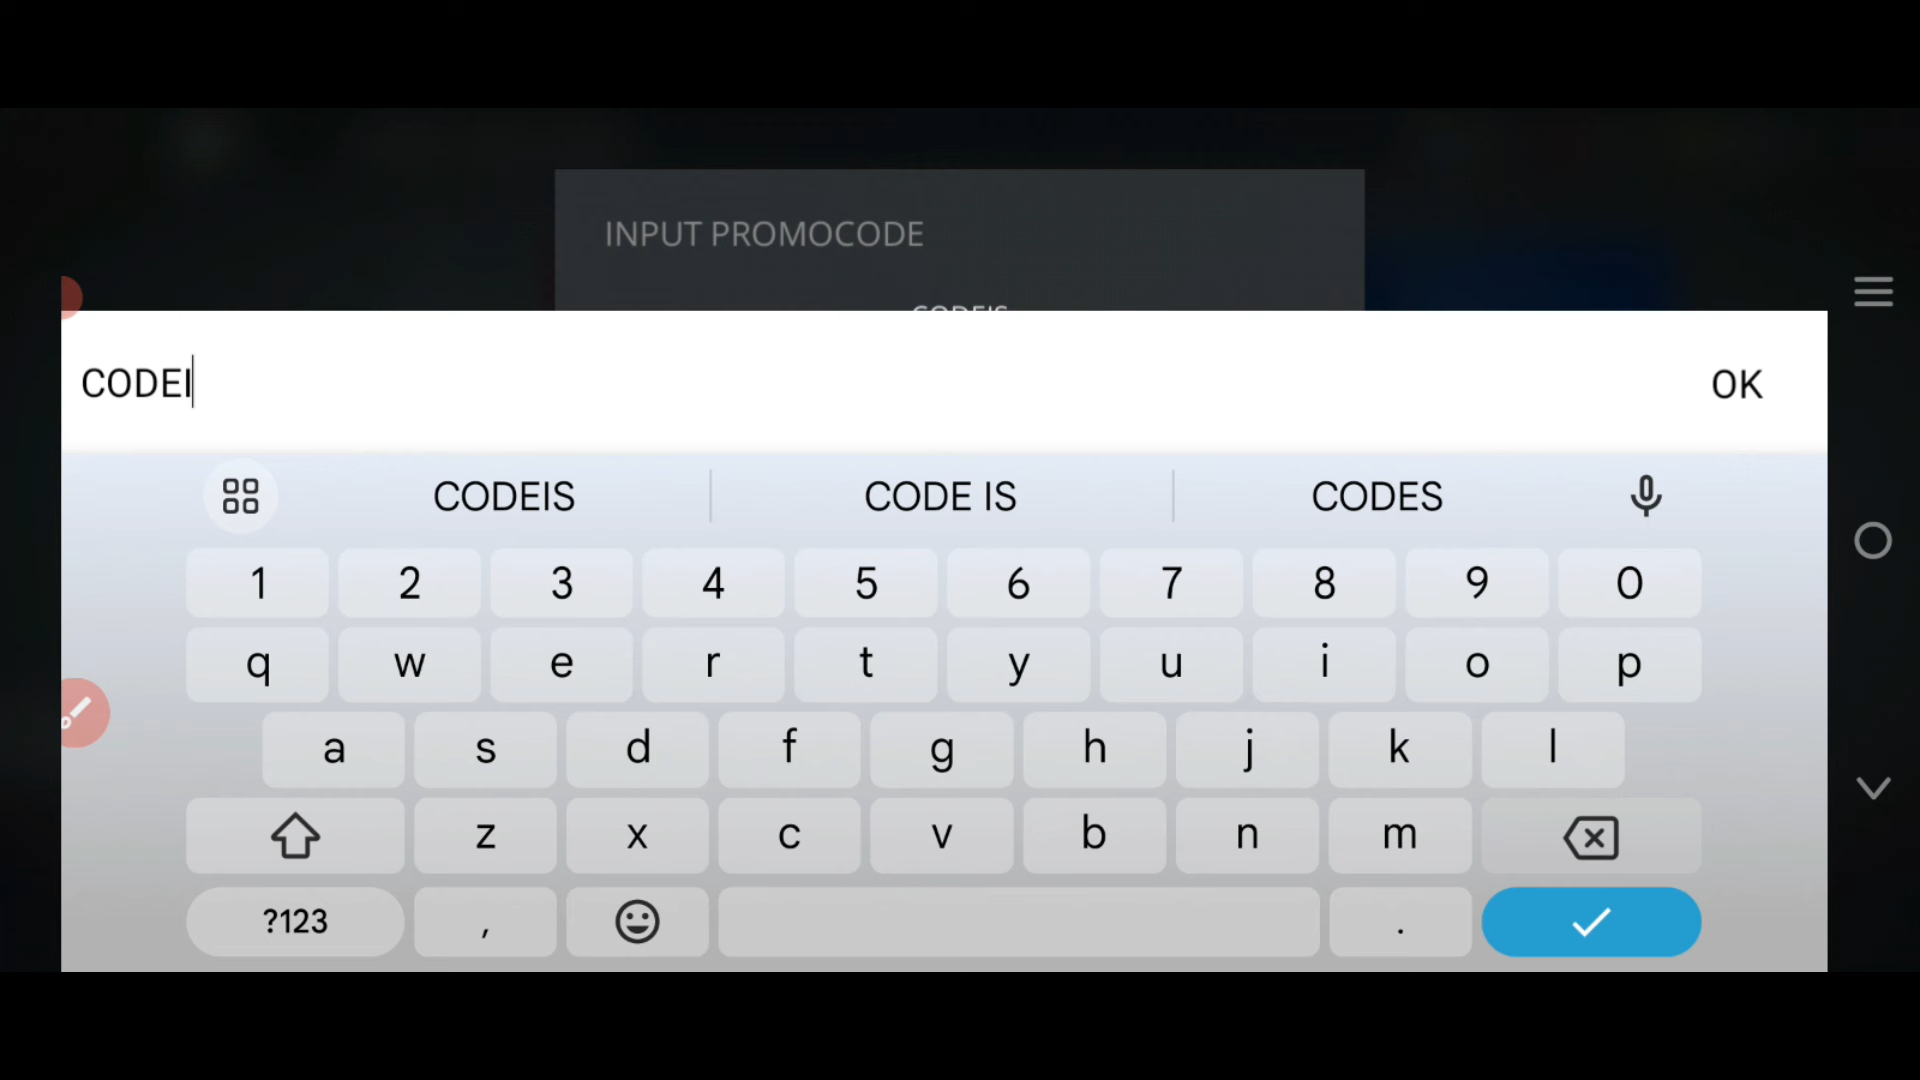 INPUT PROMOCODE
CODEIS
CODEI
OK
CODEIS
CODE IS
CODES
1 2 3 4 5 6 7 8 9 0
q w e r t y u i o p
a s d f g h j k l
z x c v b n m
?123 , .